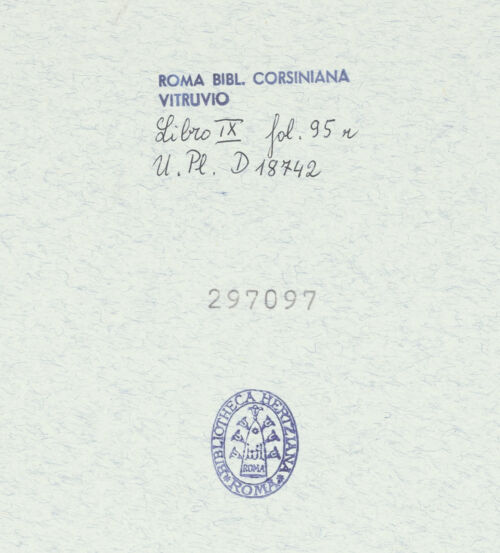 ROMA BIBL. CORSINIANA
VITRUVIO
Libro IX fol. 95 r
U. Pl. D 18742
297097
BIBLIOTHECA HERTZIANA
ROMA
ROMA